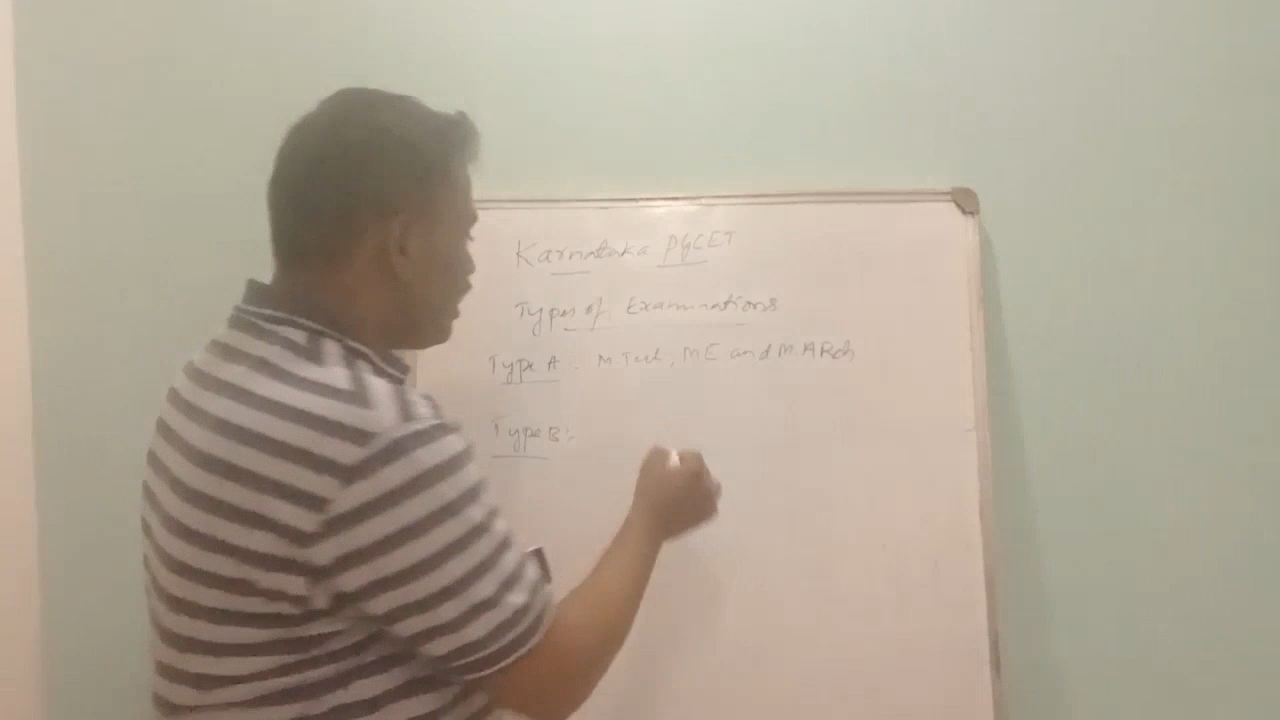 Karnataka PGCET
Types of Examinations
Type A : M.Tech, ME and M.ARch
Type B :-